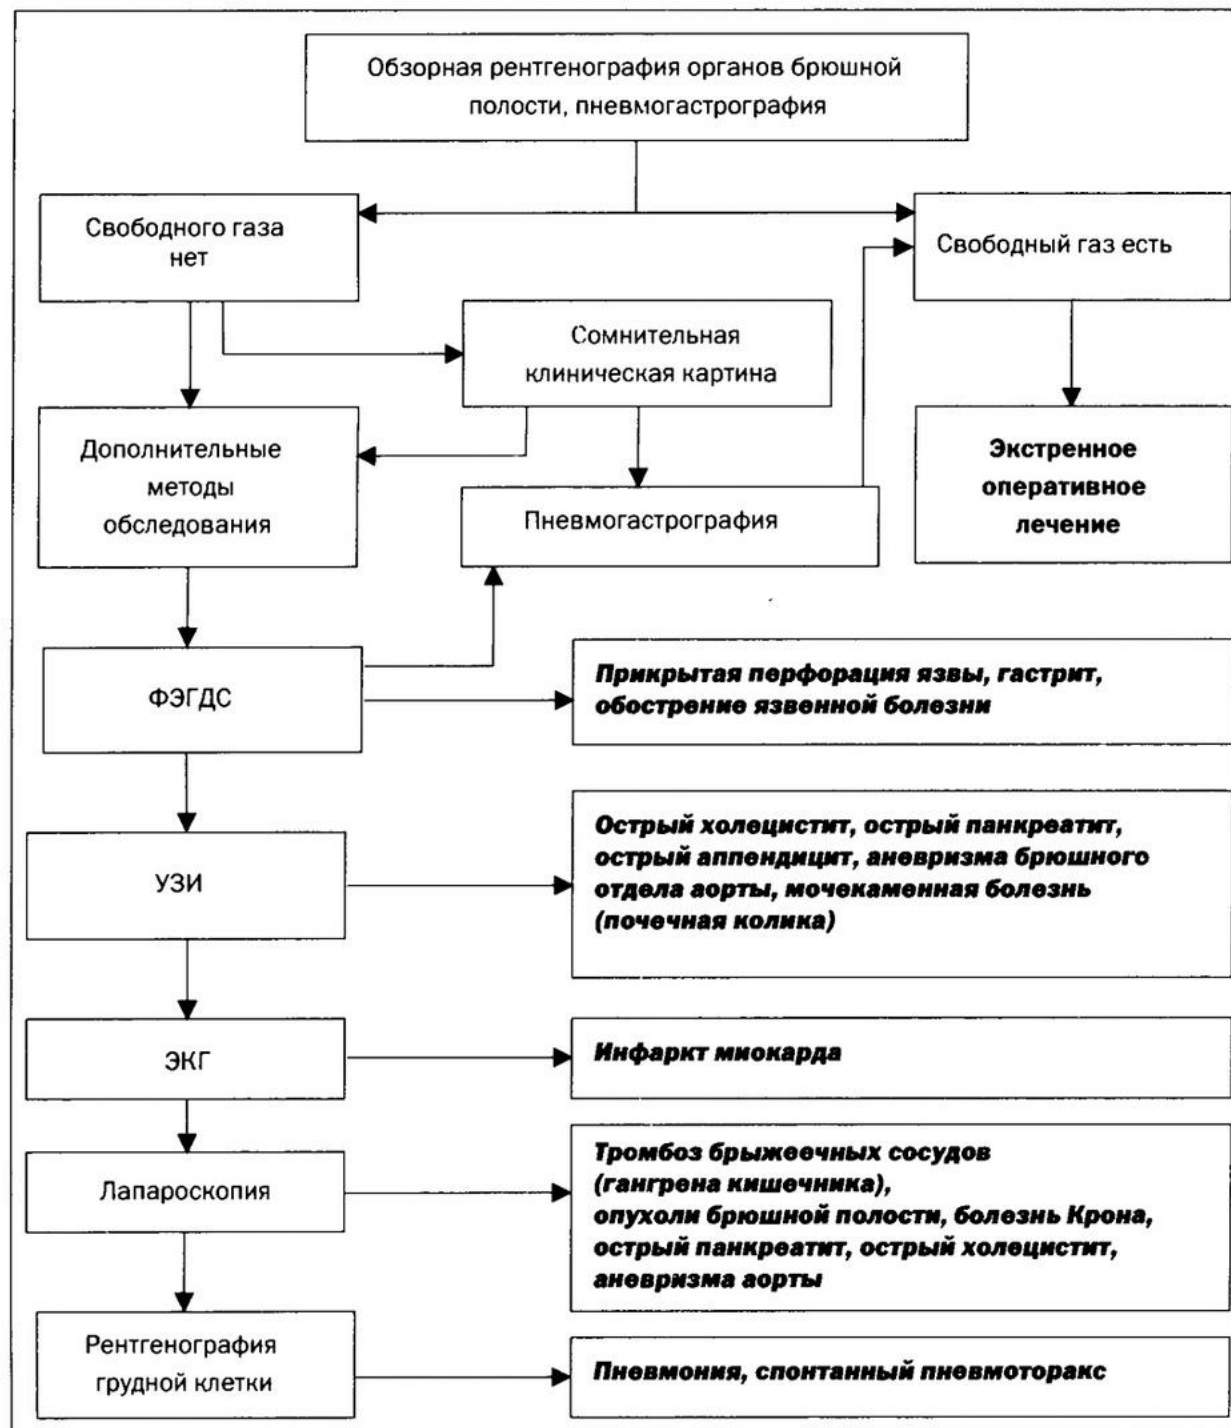 Обзорная рентгенография органов брюшной
полости, пневмогастрография
Свободного газа
нет
Свободный газ есть
Сомнительная
клиническая картина
Дополнительные
методы
обследования
Экстренное
оперативное
лечение
Пневмогастрография
ФЭГДС
Прикрытая перфорация язвы, гастрит,
обострение язвенной болезни
УЗИ
Острый холецистит, острый панкреатит,
острый аппендицит, аневризма брюшного
отдела аорты, мочекаменная болезнь
(почечная колика)
ЭКГ
Инфаркт миокарда
Лапароскопия
Тромбоз брыжеечных сосудов
(гангрена кишечника),
опухоли брюшной полости, болезнь Крона,
острый панкреатит, острый холецистит,
аневризма аорты
Рентгенография
грудной клетки
Пневмония, спонтанный пневмоторакс